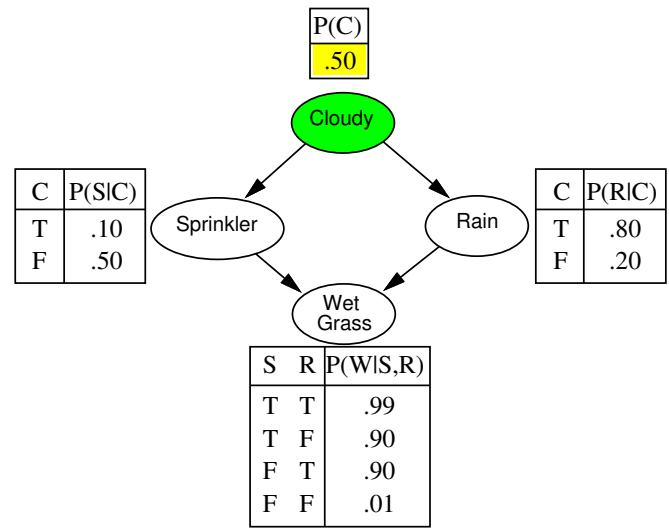 P(C)
.50
Cloudy
C P(S|C)
T .10
F .50
Sprinkler
Rain
C P(R|C)
T .80
F .20
Wet
Grass
S R P(W|S,R)
T T .99
T F .90
F T .90
F F .01